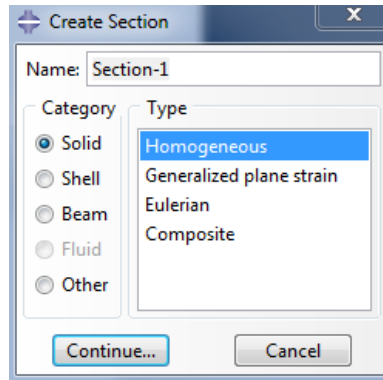 Create Section
X
Name: Section-1
Category
Type
Solid
Shell
Beam
Fluid
Other
Homogeneous
Generalized plane strain
Eulerian
Composite
Continue... Cancel